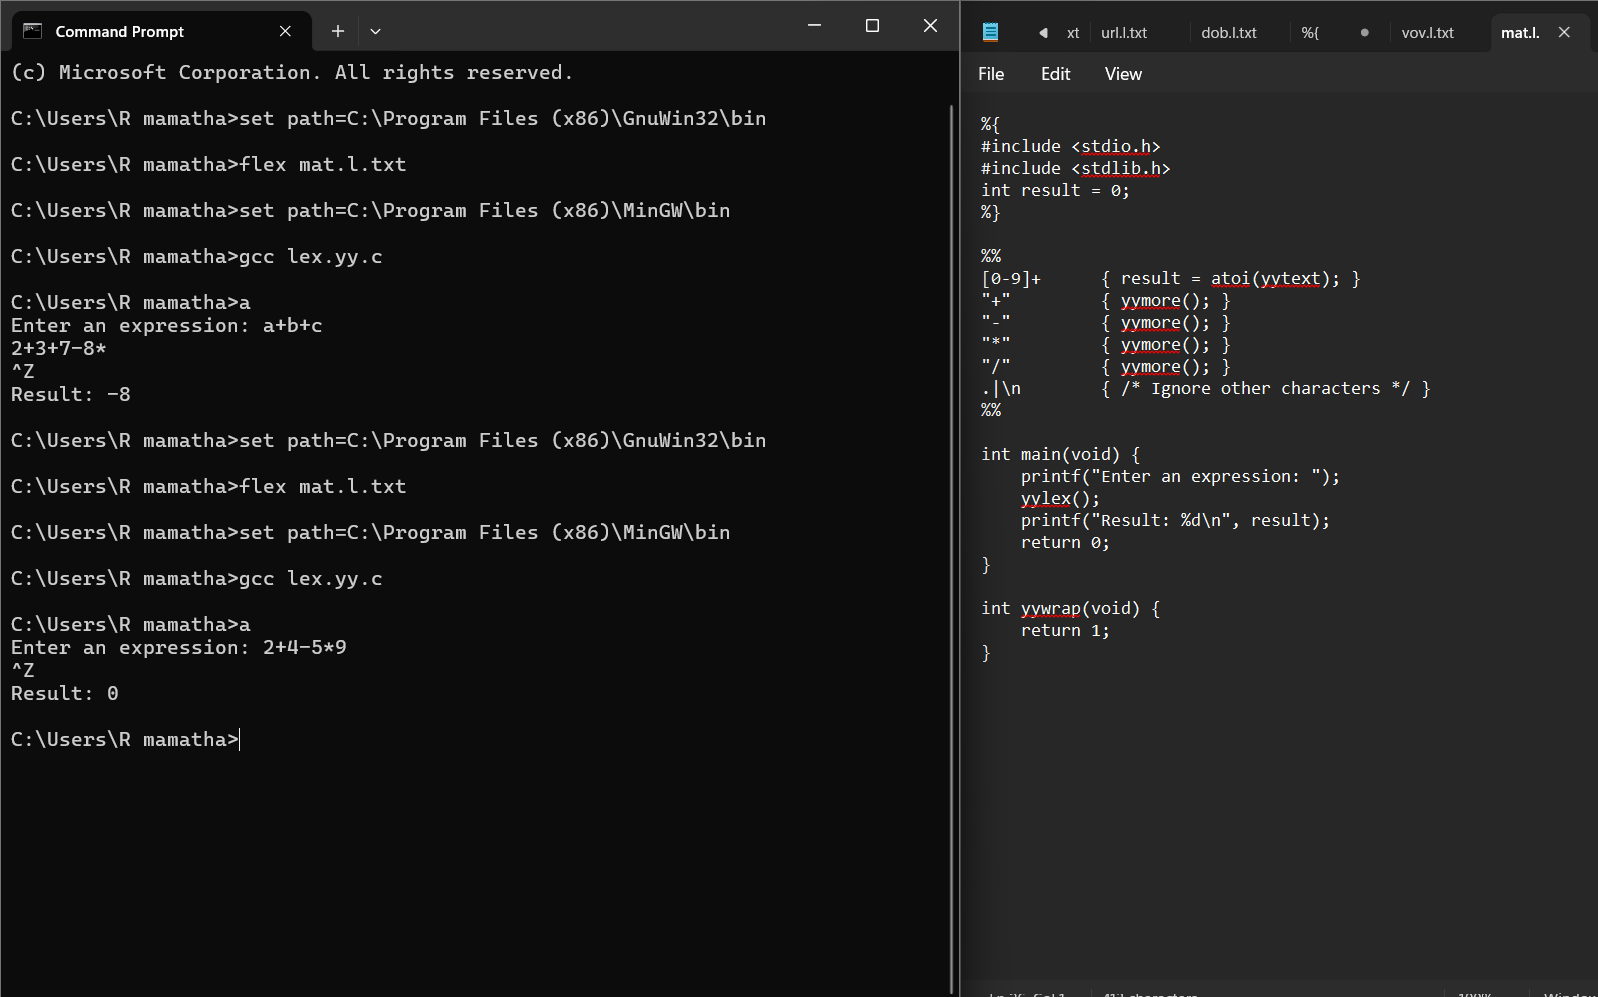 Command Prompt
(c) Microsoft Corporation. All rights reserved.
C:\Users\R mamatha>set path=C:\Program Files (x86)\GnuWin32\bin
C:\Users\R mamatha>flex mat.l.txt
C:\Users\R mamatha>set path=C:\Program Files (x86)\MinGW\bin
C:\Users\R mamatha>gcc lex.yy.c
C:\Users\R mamatha>a
Enter an expression: a+b+c
2+3+7-8*
^Z
Result: -8
C:\Users\R mamatha>set path=C:\Program Files (x86)\GnuWin32\bin
C:\Users\R mamatha>flex mat.l.txt
C:\Users\R mamatha>set path=C:\Program Files (x86)\MinGW\bin
C:\Users\R mamatha>gcc lex.yy.c
C:\Users\R mamatha>a
Enter an expression: 2+4-5*9
^Z
Result: 0
C:\Users\R mamatha>
xt url.l.txt dob.l.txt %{ vov.l.txt mat.l.
File Edit View
%{
#include <stdio.h>
#include <stdlib.h>
int result = 0;
%}
%%
[0-9]+ { result = atoi(yytext); }
"+" { yymore(); }
"-" { yymore(); }
"*" { yymore(); }
"/" { yymore(); }
.|\n { /* Ignore other characters */ }
%%
int main(void) {
printf("Enter an expression: ");
yylex();
printf("Result: %d\n", result);
return 0;
}
int yywrap(void) {
return 1;
}